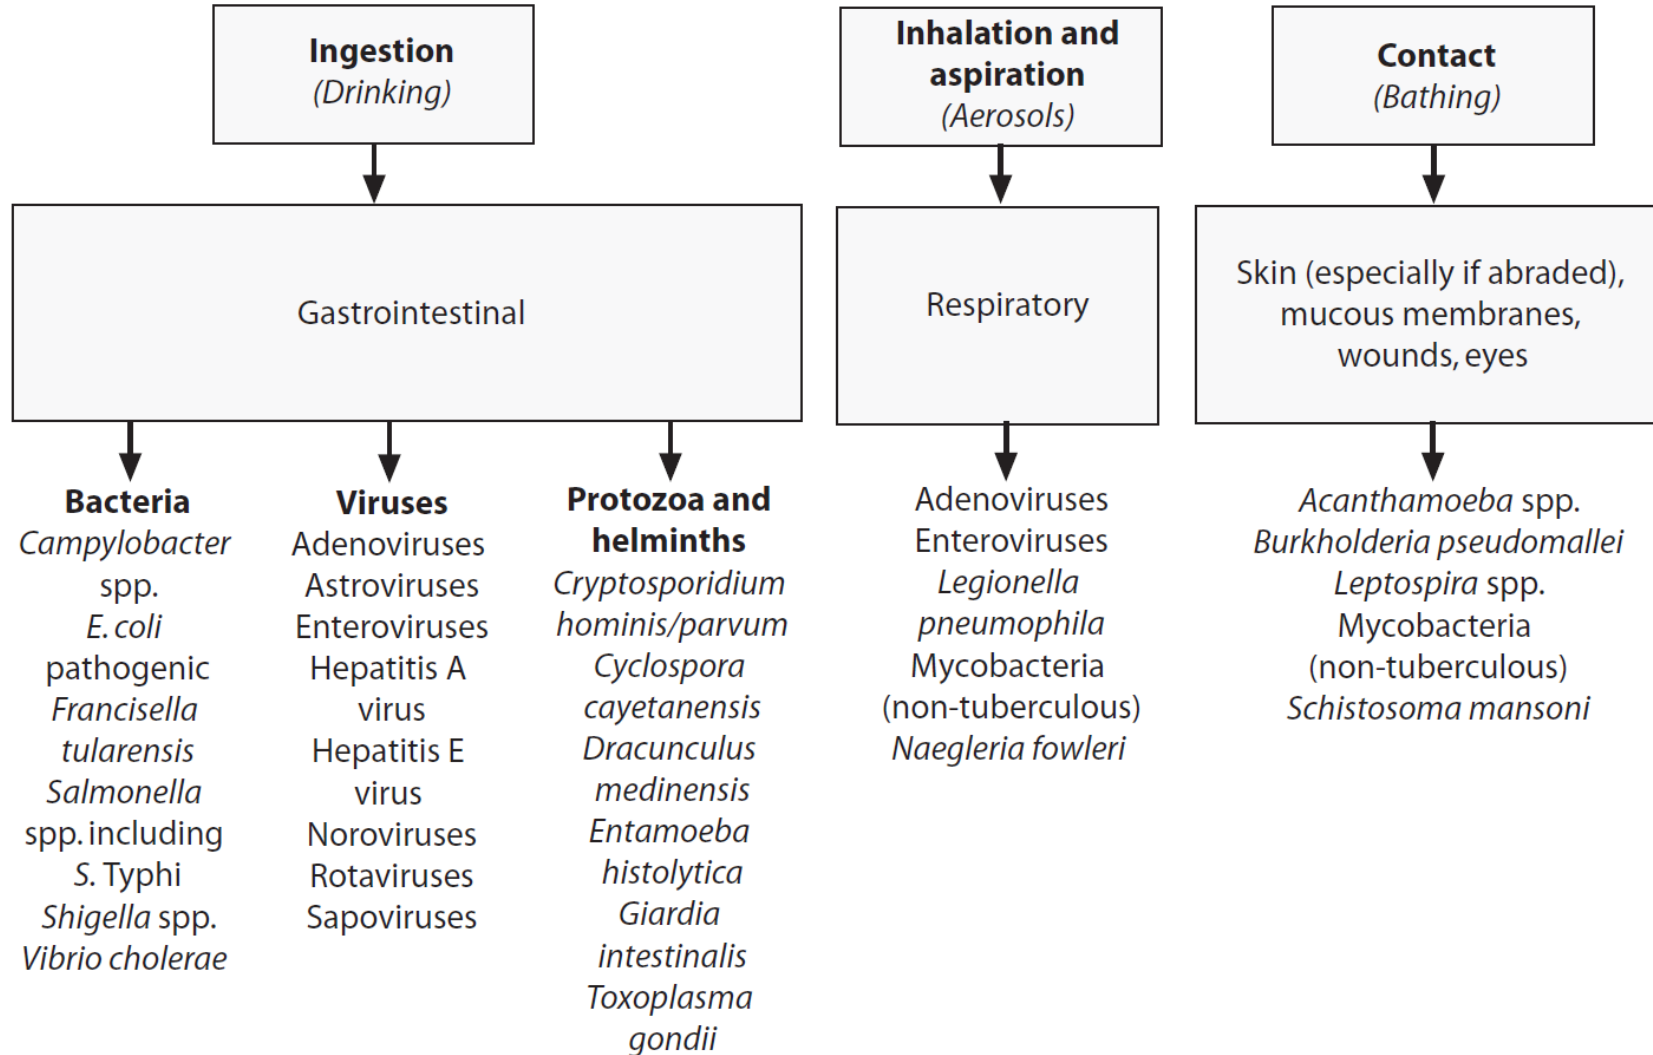 Ingestion
(Drinking)
Inhalation and
aspiration
(Aerosols)
Contact
(Bathing)
Gastrointestinal
Respiratory
Skin (especially if abraded),
mucous membranes,
wounds, eyes
Bacteria
Campylobacter
spp.
E. coli
pathogenic
Francisella
tularensis
Salmonella
spp. including
S. Typhi
Shigella spp.
Vibrio cholerae
Viruses
Adenoviruses
Astroviruses
Enteroviruses
Hepatitis A
virus
Hepatitis E
virus
Noroviruses
Rotaviruses
Sapoviruses
Protozoa and
helminths
Cryptosporidium
hominis/parvum
Cyclospora
cayetanensis
Dracunculus
medinensis
Entamoeba
histolytica
Giardia
intestinalis
Toxoplasma
gondii
Adenoviruses
Enteroviruses
Legionella
pneumophila
Mycobacteria
(non-tuberculous)
Naegleria fowleri
Acanthamoeba spp.
Burkholderia pseudomallei
Leptospira spp.
Mycobacteria
(non-tuberculous)
Schistosoma mansoni